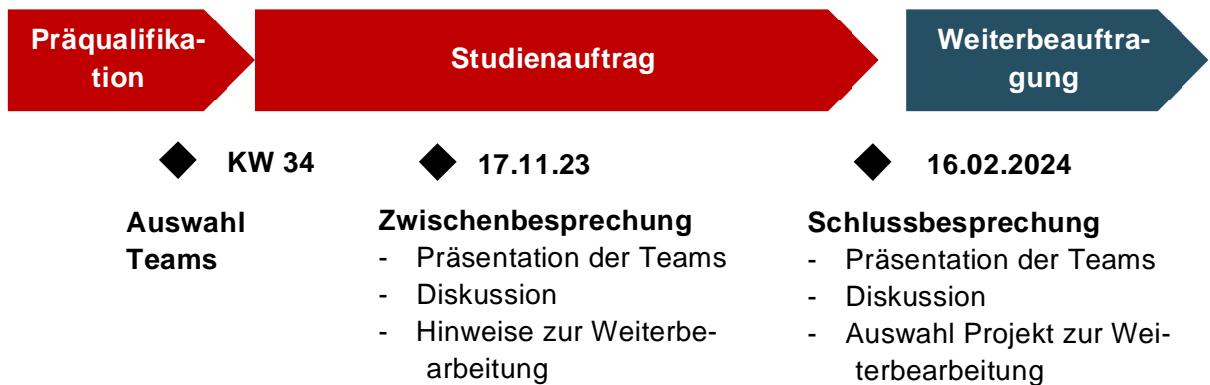 Präqualifika-
tion
Studienauftrag
Weiterbeauftra-
gung
KW 34
17.11.23
16.02.2024
Auswahl
Teams
Zwischenbesprechung
- Präsentation der Teams
- Diskussion
- Hinweise zur Weiterbe-
arbeitung
Schlussbesprechung
- Präsentation der Teams
- Diskussion
- Auswahl Projekt zur Wei-
terbearbeitung